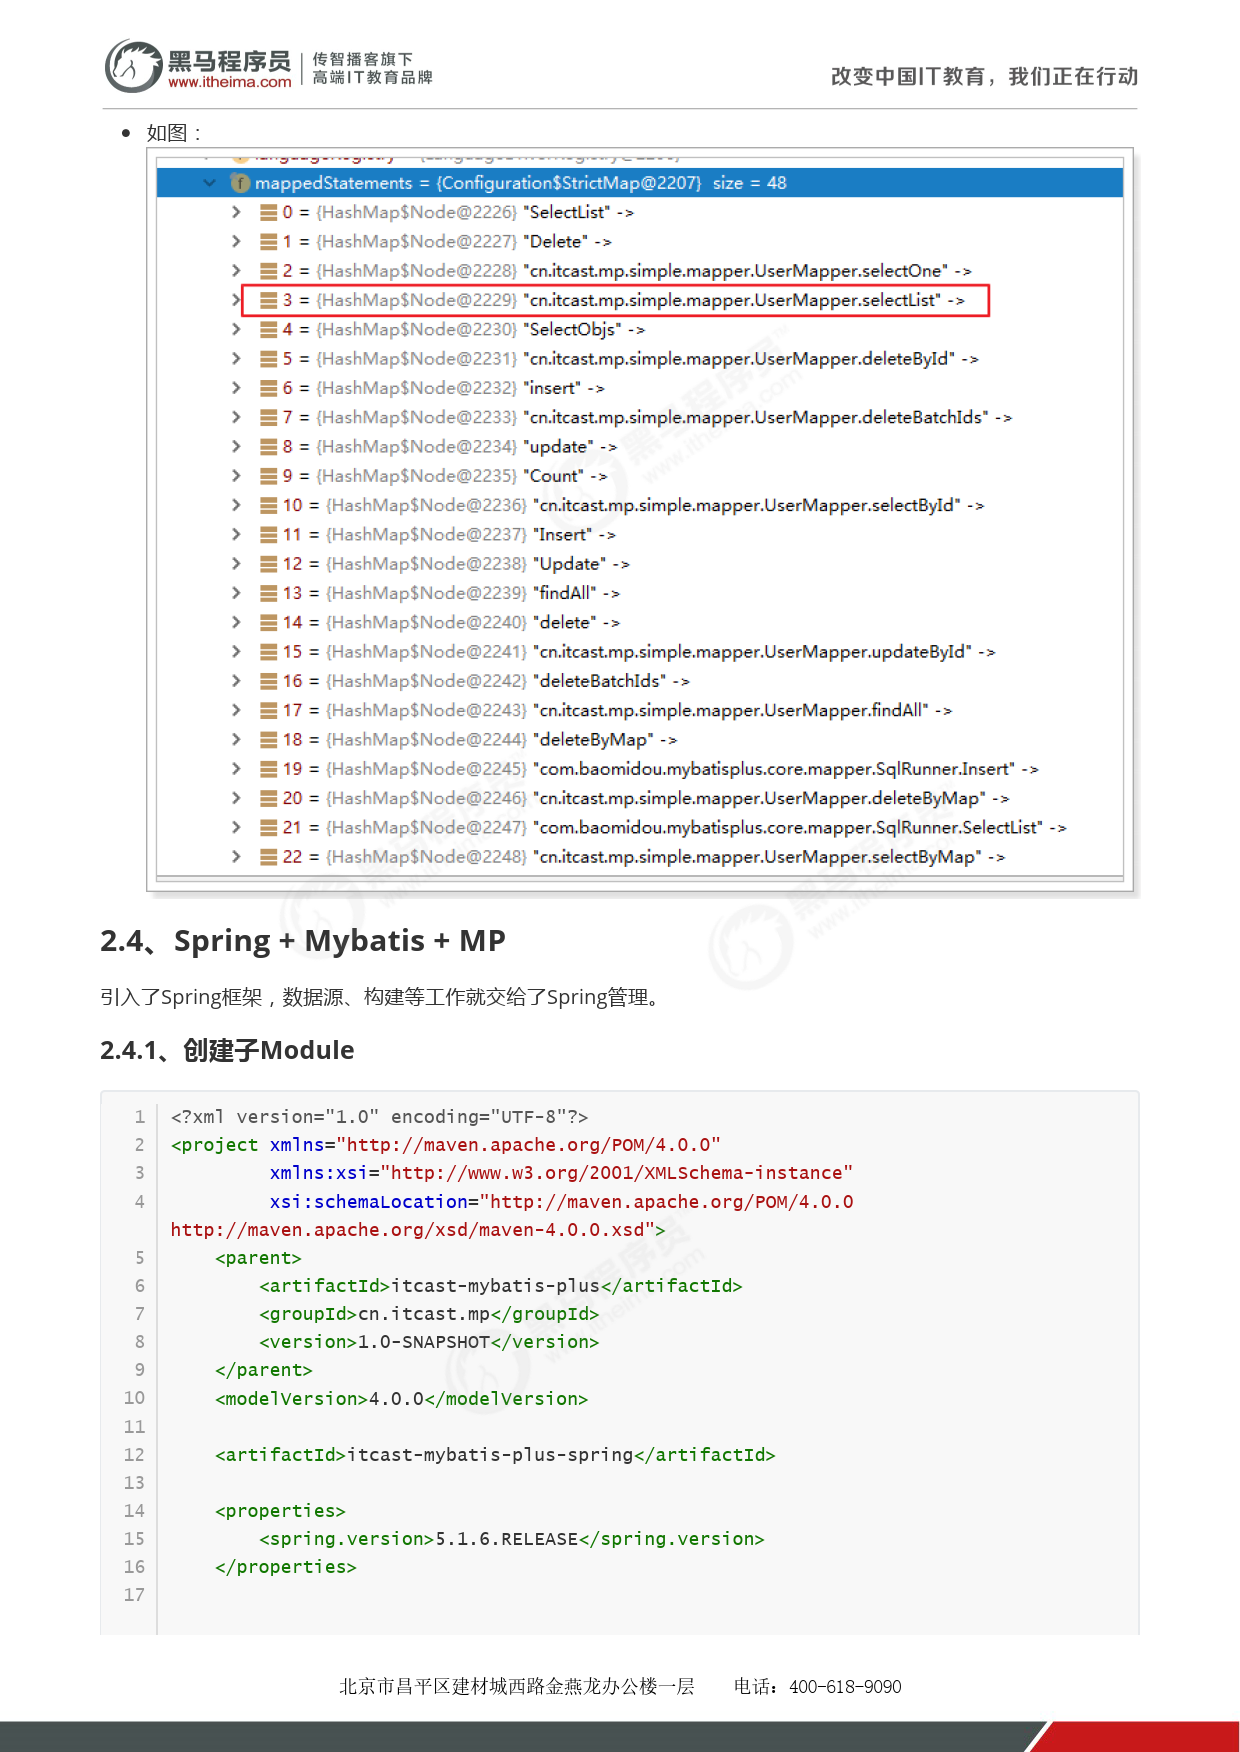 黑马程序员
www.itheima.com
传智播客旗下
高端IT教育品牌
改变中国IT教育，我们正在行动
• 如图：
mappedStatements = {Configuration$StrictMap@2207} size = 48
0 = {HashMap$Node@2226} "SelectList" ->
1 = {HashMap$Node@2227} "Delete" ->
2 = {HashMap$Node@2228} "cn.itcast.mp.simple.mapper.UserMapper.selectOne" ->
3 = {HashMap$Node@2229} "cn.itcast.mp.simple.mapper.UserMapper.selectList" ->
4 = {HashMap$Node@2230} "SelectObjs" ->
5 = {HashMap$Node@2231} "cn.itcast.mp.simple.mapper.UserMapper.deleteById" ->
6 = {HashMap$Node@2232} "insert" ->
7 = {HashMap$Node@2233} "cn.itcast.mp.simple.mapper.UserMapper.deleteBatchIds" ->
8 = {HashMap$Node@2234} "update" ->
9 = {HashMap$Node@2235} "Count" ->
10 = {HashMap$Node@2236} "cn.itcast.mp.simple.mapper.UserMapper.selectById" ->
11 = {HashMap$Node@2237} "Insert" ->
12 = {HashMap$Node@2238} "Update" ->
13 = {HashMap$Node@2239} "findAll" ->
14 = {HashMap$Node@2240} "delete" ->
15 = {HashMap$Node@2241} "cn.itcast.mp.simple.mapper.UserMapper.updateById" ->
16 = {HashMap$Node@2242} "deleteBatchIds" ->
17 = {HashMap$Node@2243} "cn.itcast.mp.simple.mapper.UserMapper.findAll" ->
18 = {HashMap$Node@2244} "deleteByMap" ->
19 = {HashMap$Node@2245} "com.baomidou.mybatisplus.core.mapper.SqlRunner.Insert" ->
20 = {HashMap$Node@2246} "cn.itcast.mp.simple.mapper.UserMapper.deleteByMap" ->
21 = {HashMap$Node@2247} "com.baomidou.mybatisplus.core.mapper.SqlRunner.SelectList" ->
22 = {HashMap$Node@2248} "cn.itcast.mp.simple.mapper.UserMapper.selectByMap" ->
2.4、Spring + Mybatis + MP
引入了Spring框架，数据源、构建等工作就交给了Spring管理。
2.4.1、创建子Module
1 <?xml version="1.0" encoding="UTF-8"?>
2 <project xmlns="http://maven.apache.org/POM/4.0.0"
3          xmlns:xsi="http://www.w3.org/2001/XMLSchema-instance"
4          xsi:schemaLocation="http://maven.apache.org/POM/4.0.0
http://maven.apache.org/xsd/maven-4.0.0.xsd">
5     <parent>
6         <artifactId>itcast-mybatis-plus</artifactId>
7         <groupId>cn.itcast.mp</groupId>
8         <version>1.0-SNAPSHOT</version>
9     </parent>
10     <modelVersion>4.0.0</modelVersion>
11
12     <artifactId>itcast-mybatis-plus-spring</artifactId>
13
14     <properties>
15         <spring.version>5.1.6.RELEASE</spring.version>
16     </properties>
17
北京市昌平区建材城西路金燕龙办公楼一层 电话：400-618-9090